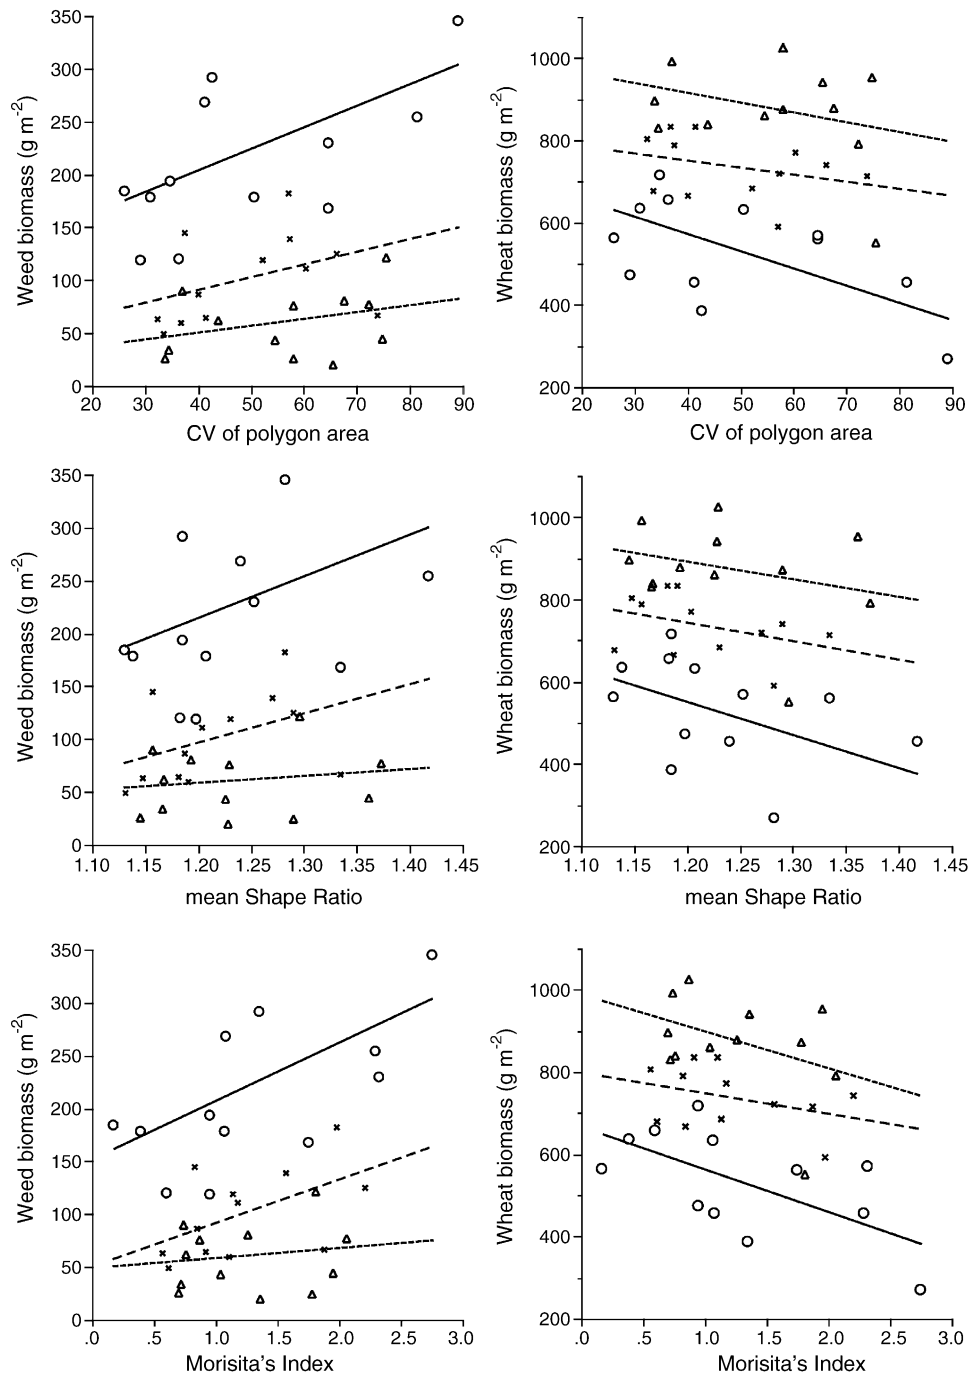 350
300
250
200
150
100
50
0
Weed biomass (g m-2)
20 30 40 50 60 70 80 90
CV of polygon area
1000
800
600
400
200
Wheat biomass (g m-2)
20 30 40 50 60 70 80 90
CV of polygon area
350
300
250
200
150
100
50
0
Weed biomass (g m-2)
1.10 1.15 1.20 1.25 1.30 1.35 1.40 1.45
mean Shape Ratio
1000
800
600
400
200
Wheat biomass (g m-2)
1.10 1.15 1.20 1.25 1.30 1.35 1.40 1.45
mean Shape Ratio
350
300
250
200
150
100
50
0
Weed biomass (g m-2)
.0 .5 1.0 1.5 2.0 2.5 3.0
Morisita's Index
1000
800
600
400
200
Wheat biomass (g m-2)
.0 .5 1.0 1.5 2.0 2.5 3.0
Morisita's Index